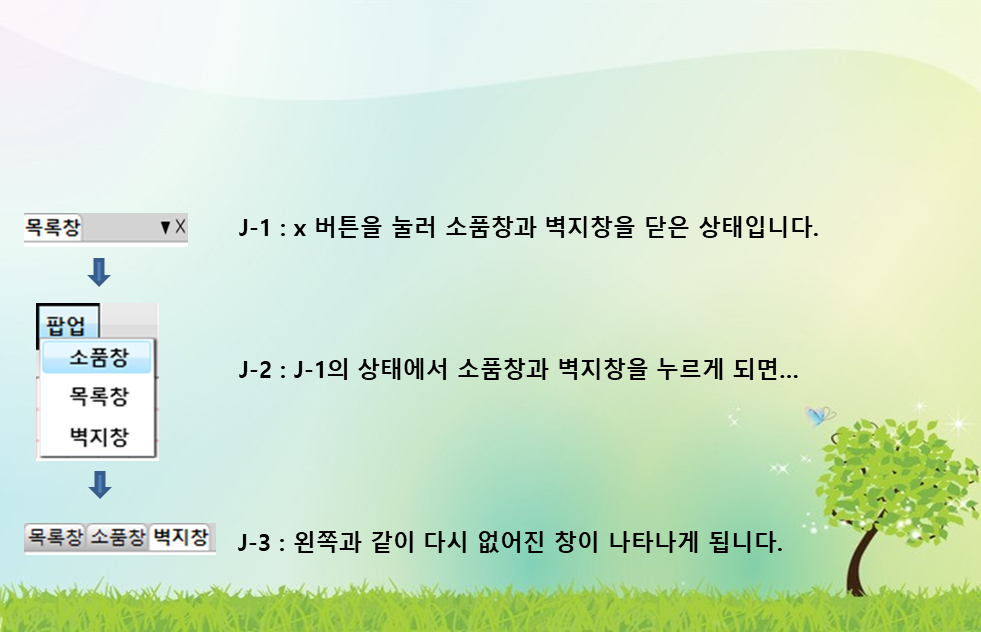 목록창 ▼ X
J-1 : x 버튼을 눌러 소품창과 벽지창을 닫은 상태입니다.
팝업
소품창
목록창
벽지창
J-2 : J-1의 상태에서 소품창과 벽지창을 누르게 되면...
목록창 소품창 벽지창
J-3 : 왼쪽과 같이 다시 없어진 창이 나타나게 됩니다.